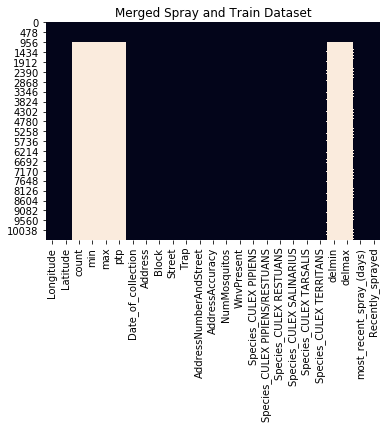 Merged Spray and Train Dataset
0
478
956
1434
1912
2390
2868
3346
3824
4302
4780
5258
5736
6214
6692
7170
7648
8126
8604
9082
9560
10038
Longitude
Latitude
count
min
max
ptp
Date_of_collection
Address
Block
Street
Trap
AddressNumberAndStreet
AddressAccuracy
NumMosquitos
WnvPresent
Species_CULEX PIPIENS
Species_CULEX PIPIENS/RESTUANS
Species_CULEX RESTUANS
Species_CULEX SALINARIUS
Species_CULEX TARSALIS
Species_CULEX TERRITANS
delmin
delmax
most_recent_spray_(days)
Recently_sprayed